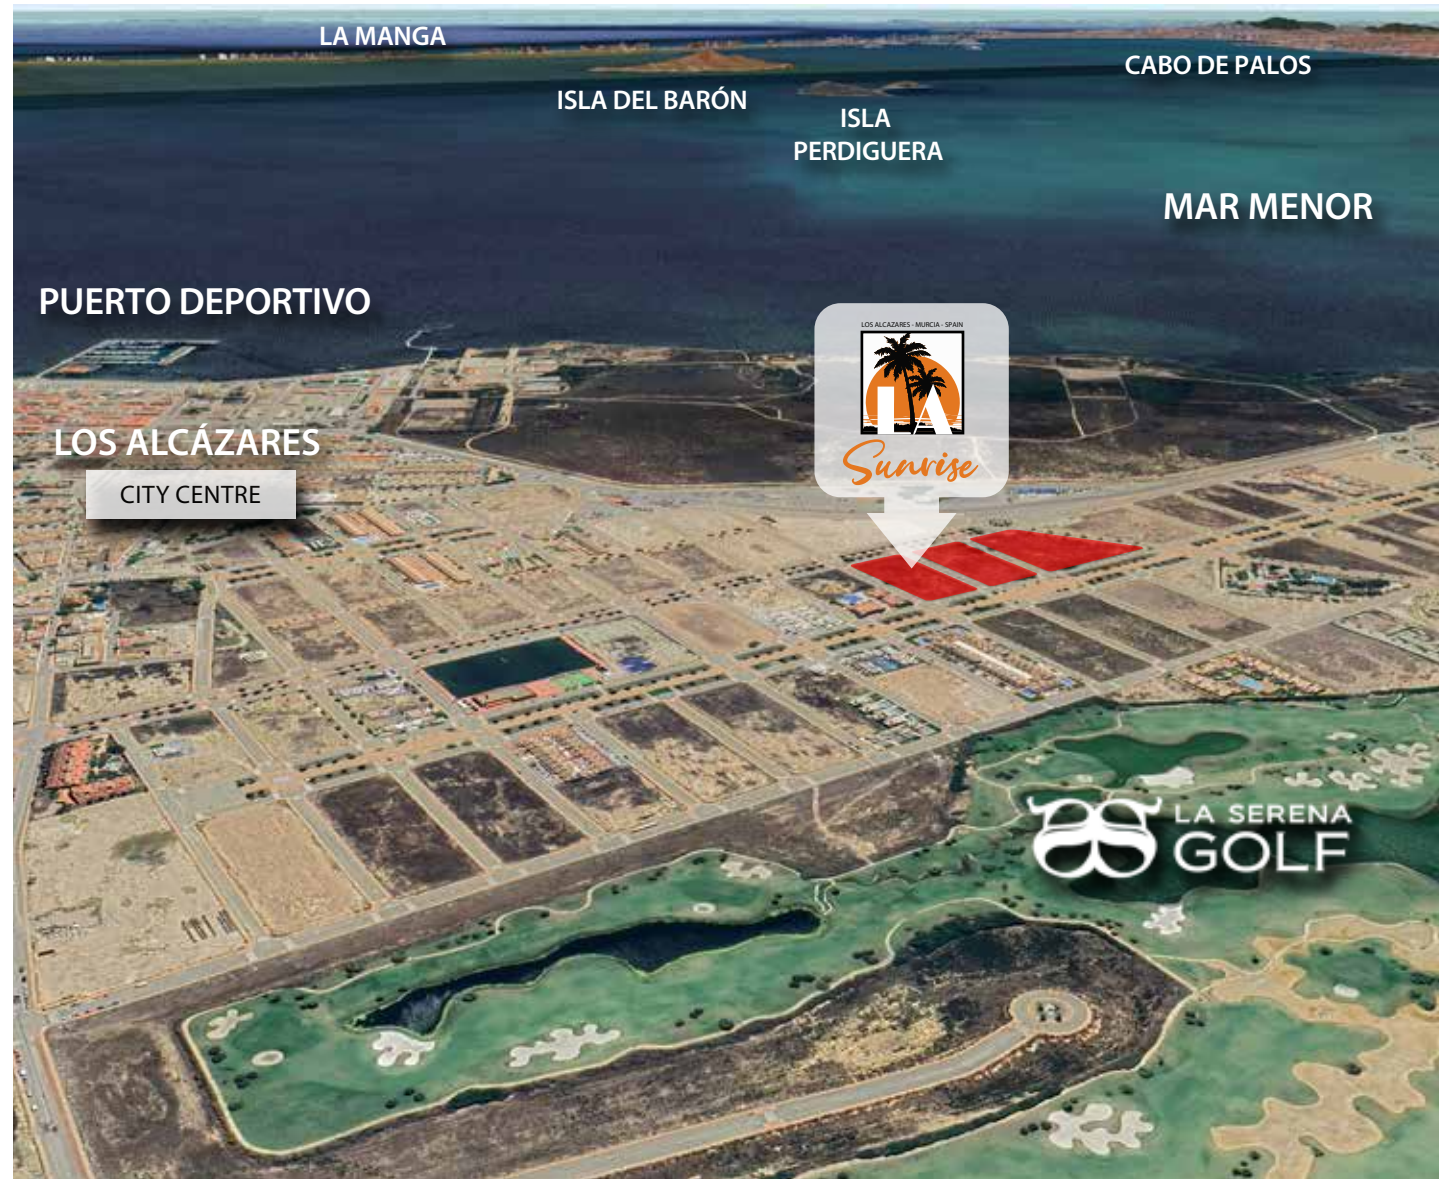 LA MANGA
CABO DE PALOS
ISLA DEL BARÓN
ISLA
PERDIGUERA
MAR MENOR
PUERTO DEPORTIVO
LOS ALCAZARES - MURCIA - SPAIN
LA
Sunrise
LOS ALCÁZARES
CITY CENTRE
LA SERENA
GOLF